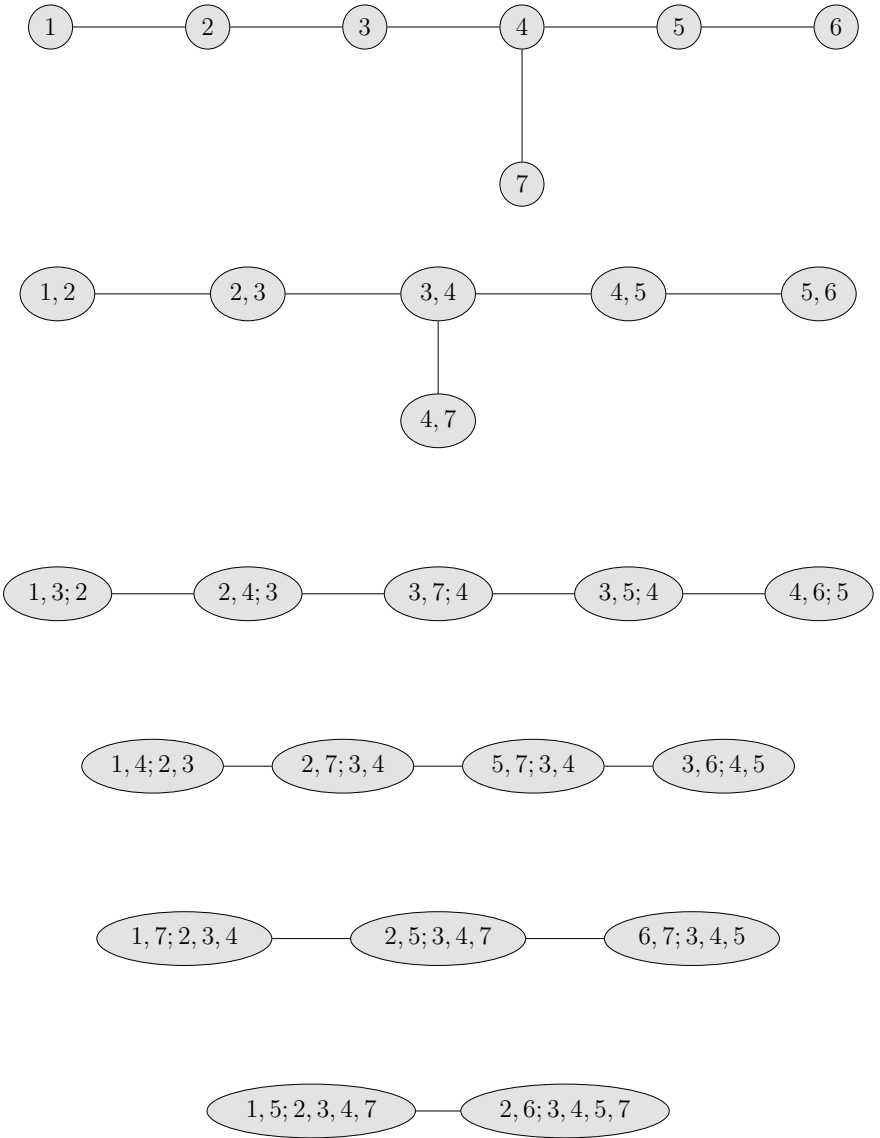 1 2 3 4 5 6
7
1, 2 2, 3 3, 4 4, 5 5, 6
4, 7
1, 3; 2 2, 4; 3 3, 7; 4 3, 5; 4 4, 6; 5
1, 4; 2, 3 2, 7; 3, 4 5, 7; 3, 4 3, 6; 4, 5
1, 7; 2, 3, 4 2, 5; 3, 4, 7 6, 7; 3, 4, 5
1, 5; 2, 3, 4, 7 2, 6; 3, 4, 5, 7